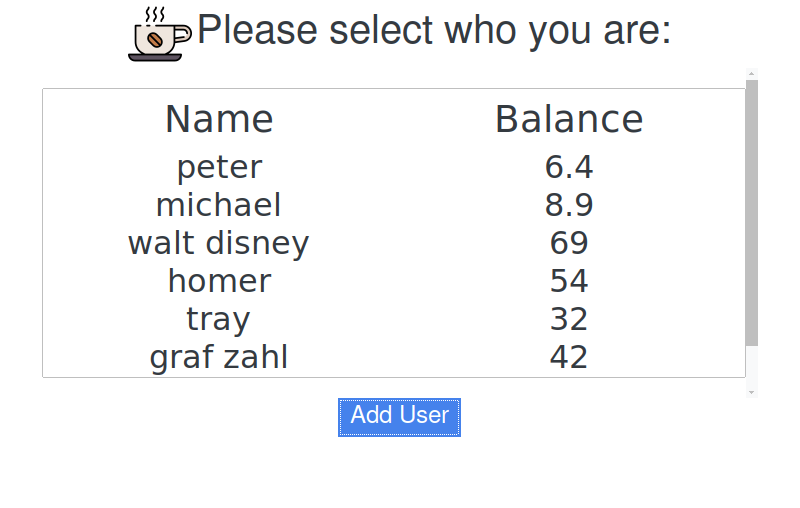 Please select who you are:
Name Balance
peter 6.4
michael 8.9
walt disney 69
homer 54
tray 32
graf zahl 42
Add User